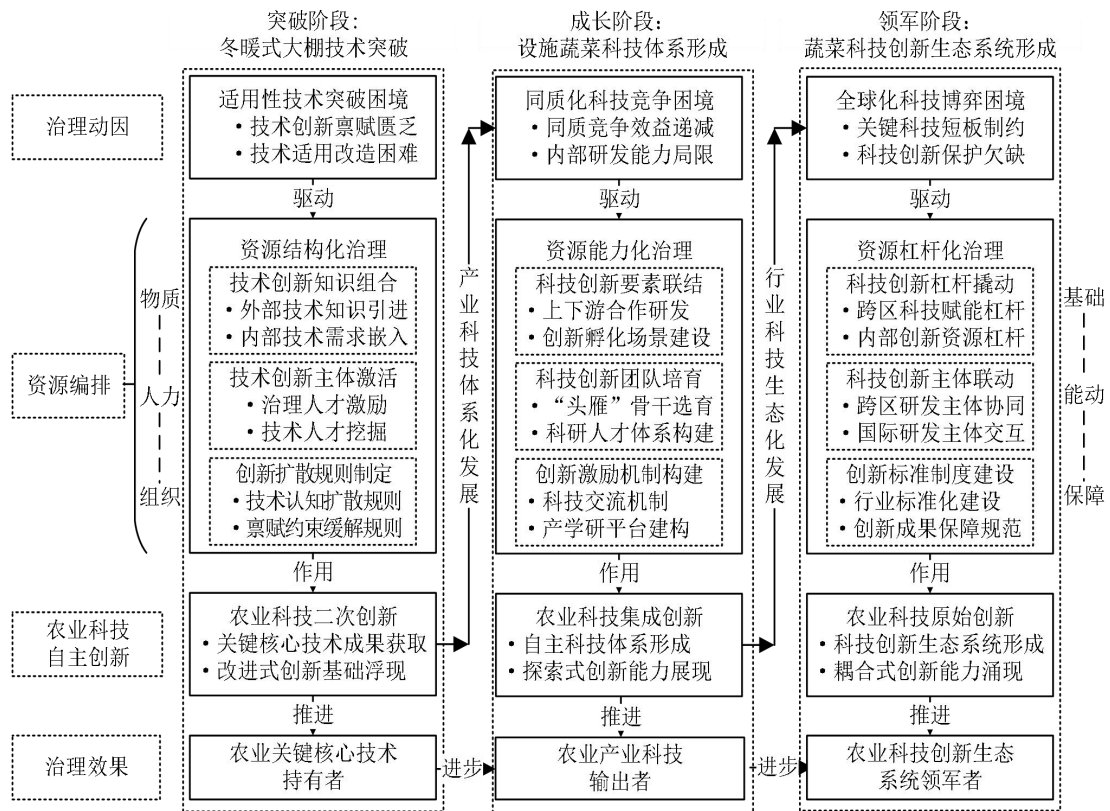 突破阶段:
冬暖式大棚技术突破
成长阶段:
设施蔬菜科技体系形成
领军阶段:
蔬菜科技创新生态系统形成
治理动因
适用性技术突破困境
• 技术创新禀赋匮乏
• 技术适用改造困难
同质化科技竞争困境
• 同质竞争效益递减
• 内部研发能力局限
全球化科技博弈困境
• 关键科技短板制约
• 科技创新保护欠缺
驱动
驱动
驱动
资源编排
物质
人力
组织
资源结构化治理
技术创新知识组合
• 外部技术知识引进
• 内部技术需求嵌入
技术创新主体激活
• 治理人才激励
• 技术人才挖掘
创新扩散规则制定
• 技术认知扩散规则
• 禀赋约束缓解规则
产业科技体系化发展
资源能力化治理
科技创新要素联结
• 上下游合作研发
• 创新孵化场景建设
科技创新团队培育
• “头雁”骨干选育
• 科研人才体系构建
创新激励机制构建
• 科技交流机制
• 产学研平台建构
行业科技生态化发展
资源杠杆化治理
科技创新杠杆撬动
• 跨区科技赋能杠杆
• 内部创新资源杠杆
科技创新主体联动
• 跨区研发主体协同
• 国际研发主体交互
创新标准制度建设
• 行业标准化建设
• 创新成果保障规范
基础
能动
保障
作用
作用
作用
农业科技
自主创新
农业科技二次创新
• 关键核心技术成果获取
• 改进式创新基础浮现
农业科技集成创新
• 自主科技体系形成
• 探索式创新能力展现
农业科技原始创新
• 科技创新生态系统形成
• 耦合式创新能力涌现
推进
推进
推进
治理效果
农业关键核心技术
持有者
进步
农业产业科技
输出者
进步
农业科技创新生态
系统领军者